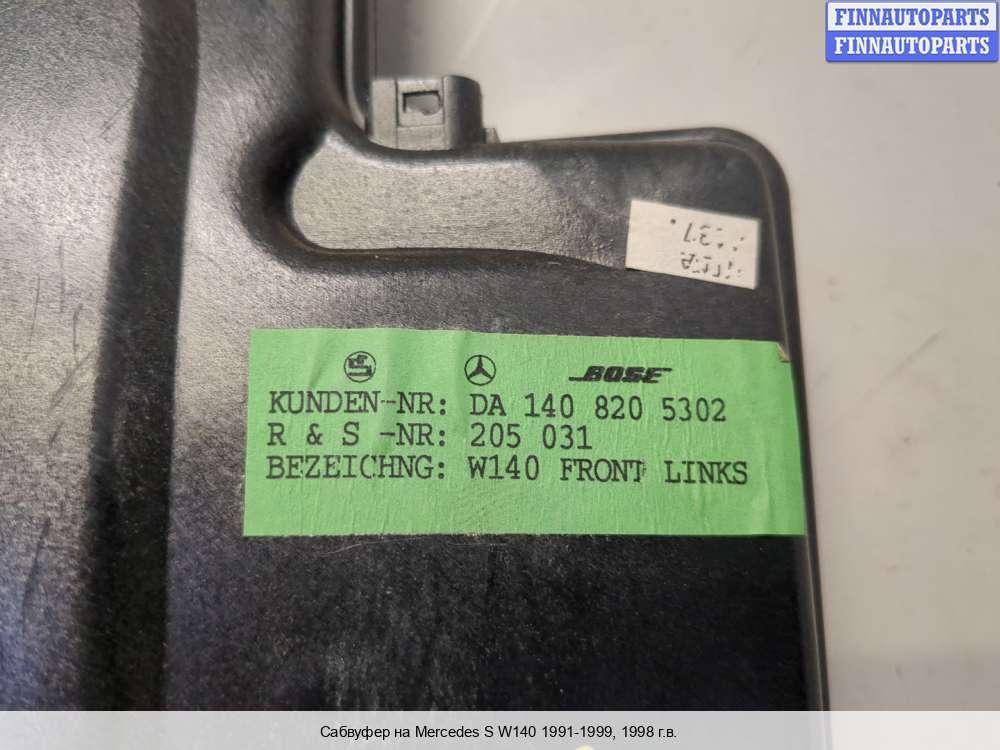 FINNAUTOPARTS
FINNAUTOPARTS
BOSE
KUNDEN-NR: DA 140 820 5302
R & S -NR: 205 031
BEZEICHNG: W140 FRONT LINKS
Сабвуфер на Mercedes S W140 1991-1999, 1998 г.в.